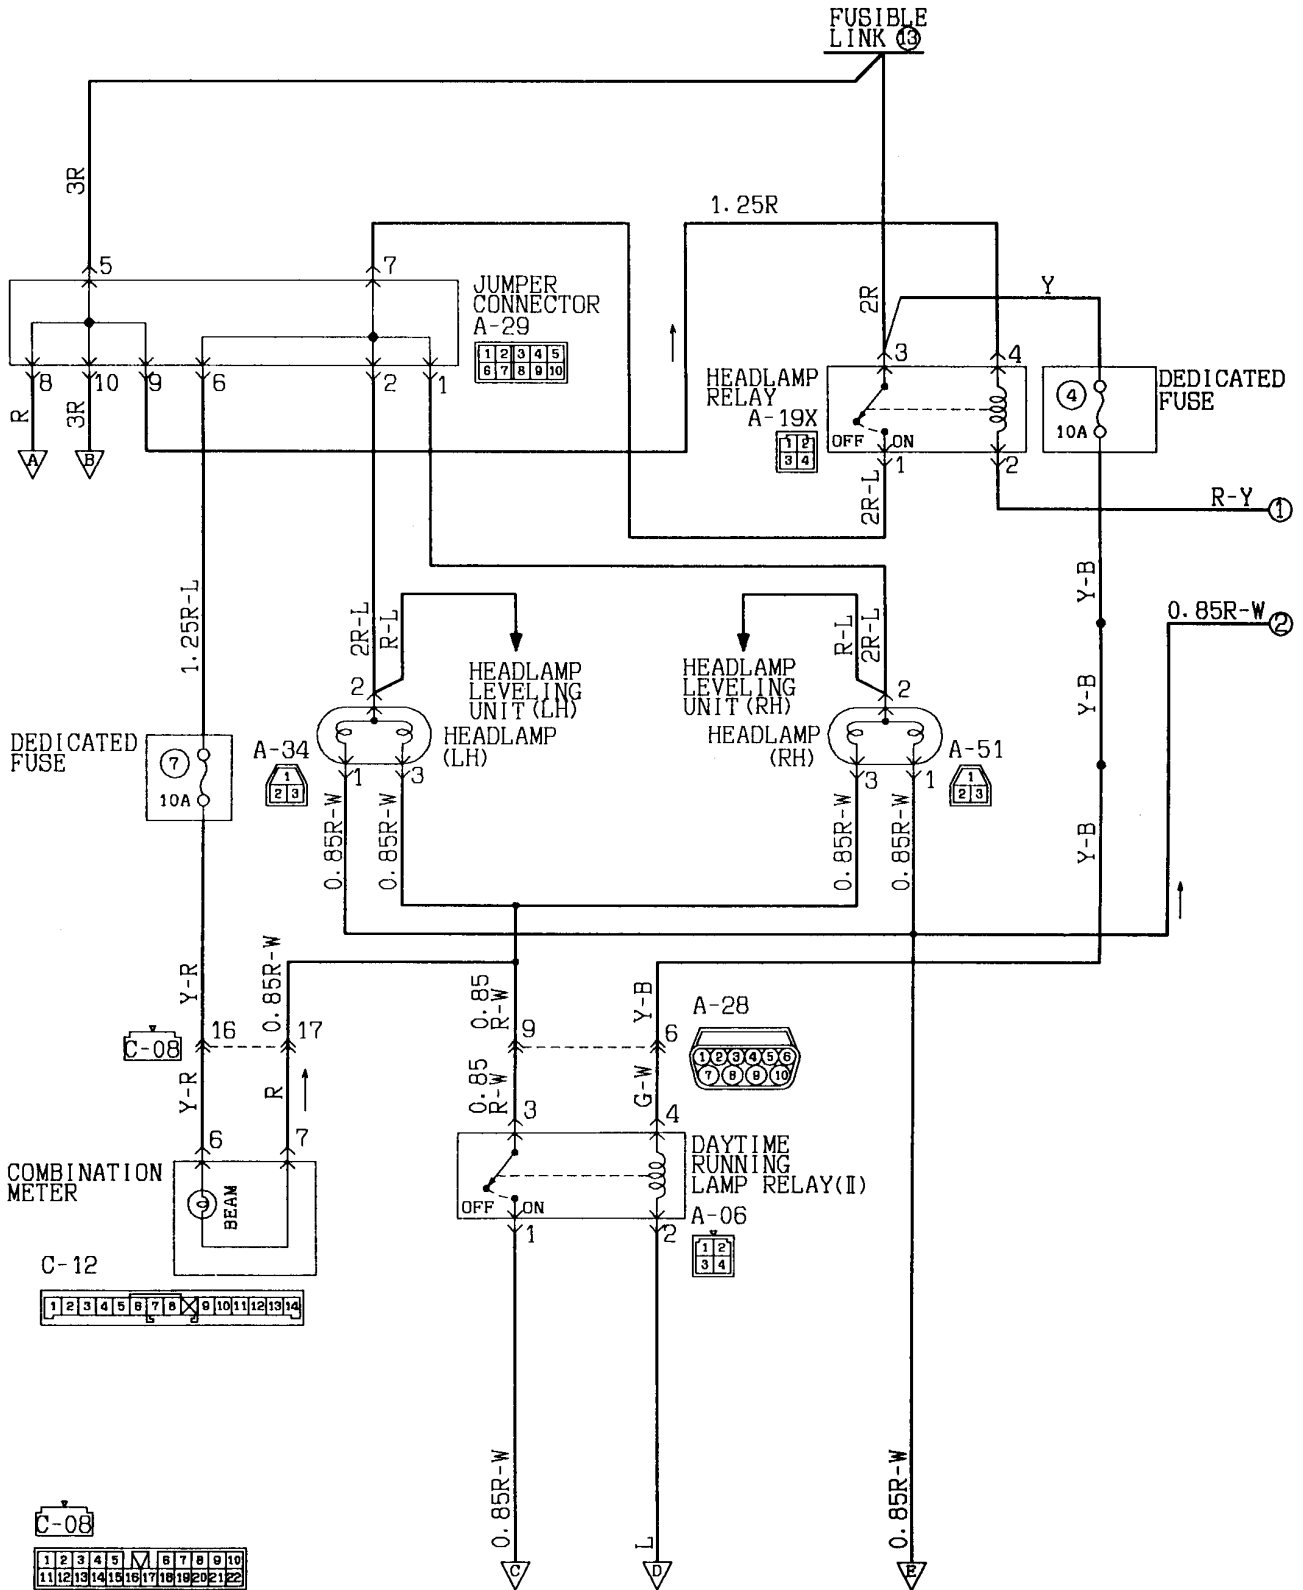 FUSIBLE
LINK 13
3R
1.25R
5
7
JUMPER
CONNECTOR
A-29
1 2 3 4 5
6 7 8 9 10
2R
Y
3
4
8
10
9
6
2
1
R
3R
A
B
HEADLAMP
RELAY
A-19X
1 2
3 4
OFF
ON
1
2
4
10A
DEDICATED
FUSE
2R-L
R-Y
1
1.25R-L
2R-L
R-L
R-L
2R-L
Y-B
0.85R-W
2
HEADLAMP
LEVELING
UNIT(LH)
HEADLAMP
LEVELING
UNIT(RH)
Y-B
2
2
DEDICATED
FUSE
7
10A
A-34
1
2 3
HEADLAMP
(LH)
HEADLAMP
(RH)
A-51
1
2 3
1
3
3
1
0.85R-W
0.85R-W
0.85R-W
0.85R-W
Y-B
Y-R
0.85R-W
0.85
R-W
Y-B
A-28
1 2 3 4 5 6
7 8 9 10
C-08
16
17
9
6
Y-R
R
0.85
R-W
G-W
6
7
3
4
COMBINATION
METER
BEAM
OFF
ON
DAYTIME
RUNNING
LAMP RELAY(Ⅱ)
A-06
1 2
3 4
1
2
C-12
1 2 3 4 5 6 7 8 9 10 11 12 13 14
0.85R-W
L
0.85R-W
C-08
1 2 3 4 5 6 7 8 9 10
11 12 13 14 15 16 17 18 19 20 21 22
C
D
E